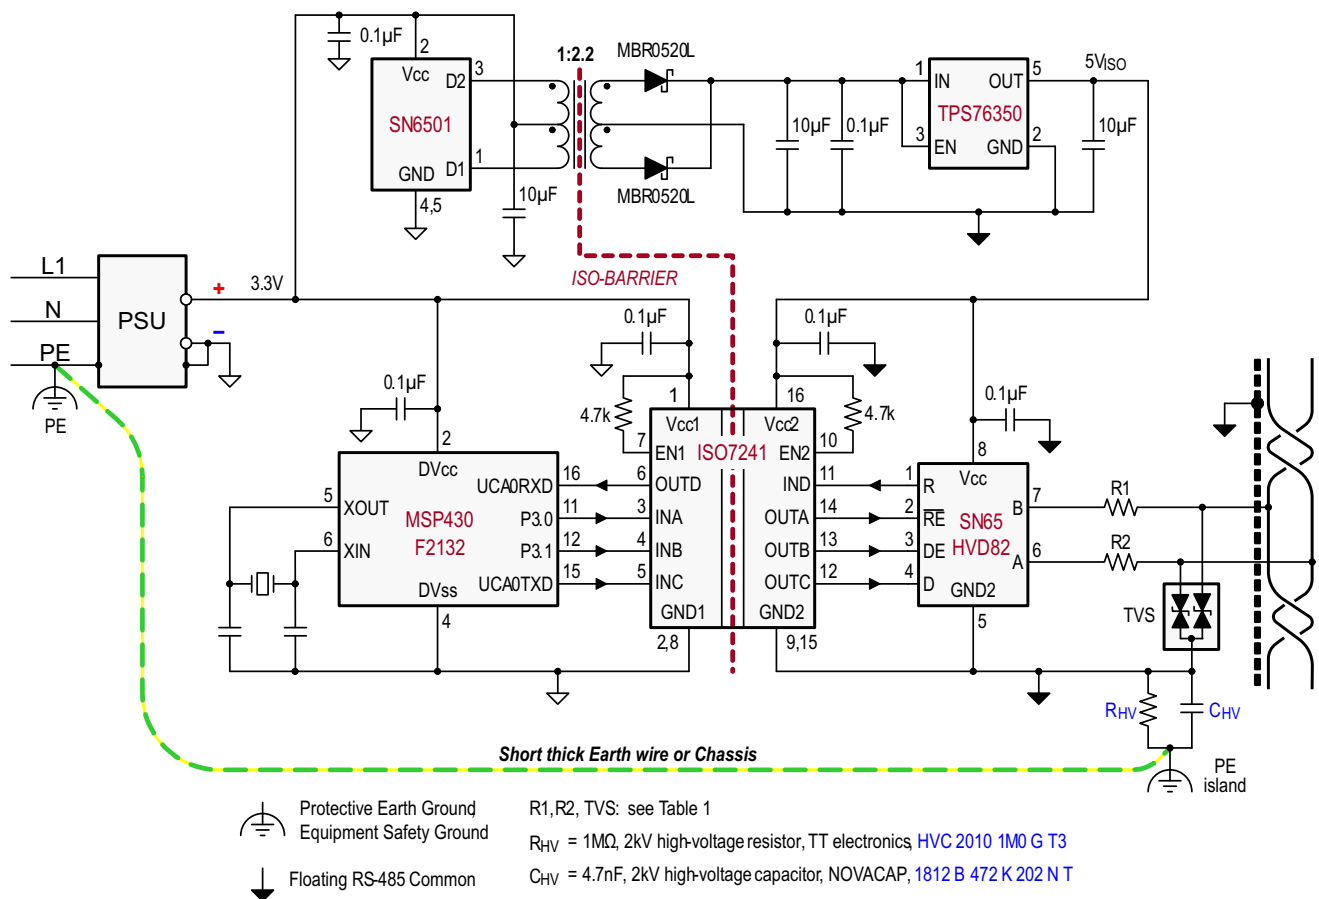 0.1µF
2
Vcc
D2
3
SN6501
D1
1
GND
4,5
1:2.2
MBR0520L
MBR0520L
10µF
10µF
0.1µF
1
IN
OUT
5
TPS76350
3
EN
GND
2
5VISO
10µF
ISO-BARRIER
L1
N
PE
PSU
+
−
3.3V
PE
0.1µF
0.1µF
0.1µF
4.7k
4.7k
0.1µF
2
DVcc
5
XOUT
6
XIN
MSP430
F2132
UCA0RXD
16
P3.0
11
P3.1
12
UCA0TXD
15
DVss
4
1
Vcc1
7
EN1
6
OUTD
3
INA
4
INB
5
INC
GND1
2,8
ISO7241
16
Vcc2
EN2
10
IND
11
OUTA
14
OUTB
13
OUTC
12
GND2
9,15
8
Vcc
1
R
2
RE
3
DE
4
D
SN65
HVD82
B
7
A
6
GND2
5
R1
R2
TVS
RHV
CHV
PE
island
Short thick Earth wire or Chassis
Protective Earth Ground,
Equipment Safety Ground
Floating RS-485 Common
R1,R2, TVS: see Table 1
RHV = 1MΩ, 2kV high-voltage resistor, TT electronics, HVC 2010 1M0 G T3
CHV = 4.7nF, 2kV high-voltage capacitor, NOVACAP, 1812 B 472 K 202 N T